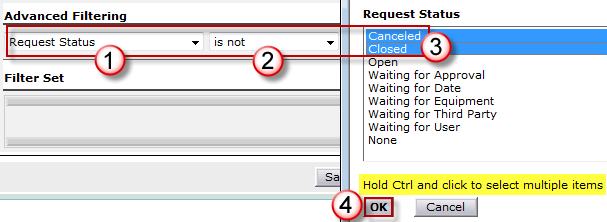 Advanced Filtering
Request Status
is not
1
2
Filter Set
Sa
Request Status
3
Canceled
Closed
Open
Waiting for Approval
Waiting for Date
Waiting for Equipment
Waiting for Third Party
Waiting for User
None
Hold Ctrl and click to select multiple items
4
OK
Cancel